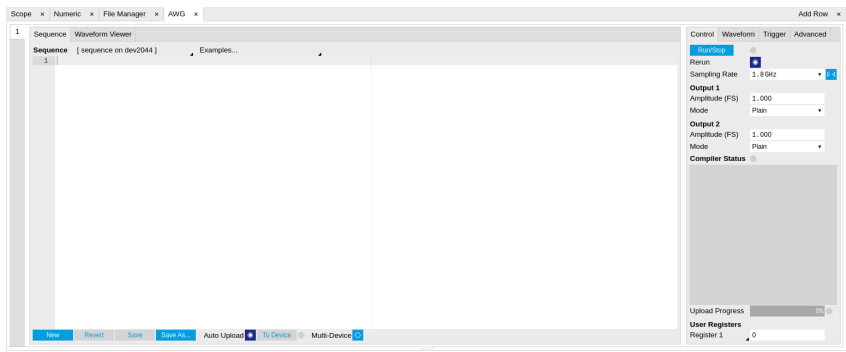 Scope × Numeric × File Manager × AWG × Add Row ×
1 Sequence Waveform Viewer
Control Waveform Trigger Advanced
Sequence [ sequence on dev2044 ] Examples...
1
Run/Stop
Rerun
Sampling Rate 1.8 GHz
Output 1
Amplitude (FS) 1.000
Mode Plain
Output 2
Amplitude (FS) 1.000
Mode Plain
Compiler Status
Upload Progress 0%
User Registers
Register 1 0
New Revert Save Save As... Auto Upload To Device Multi-Device